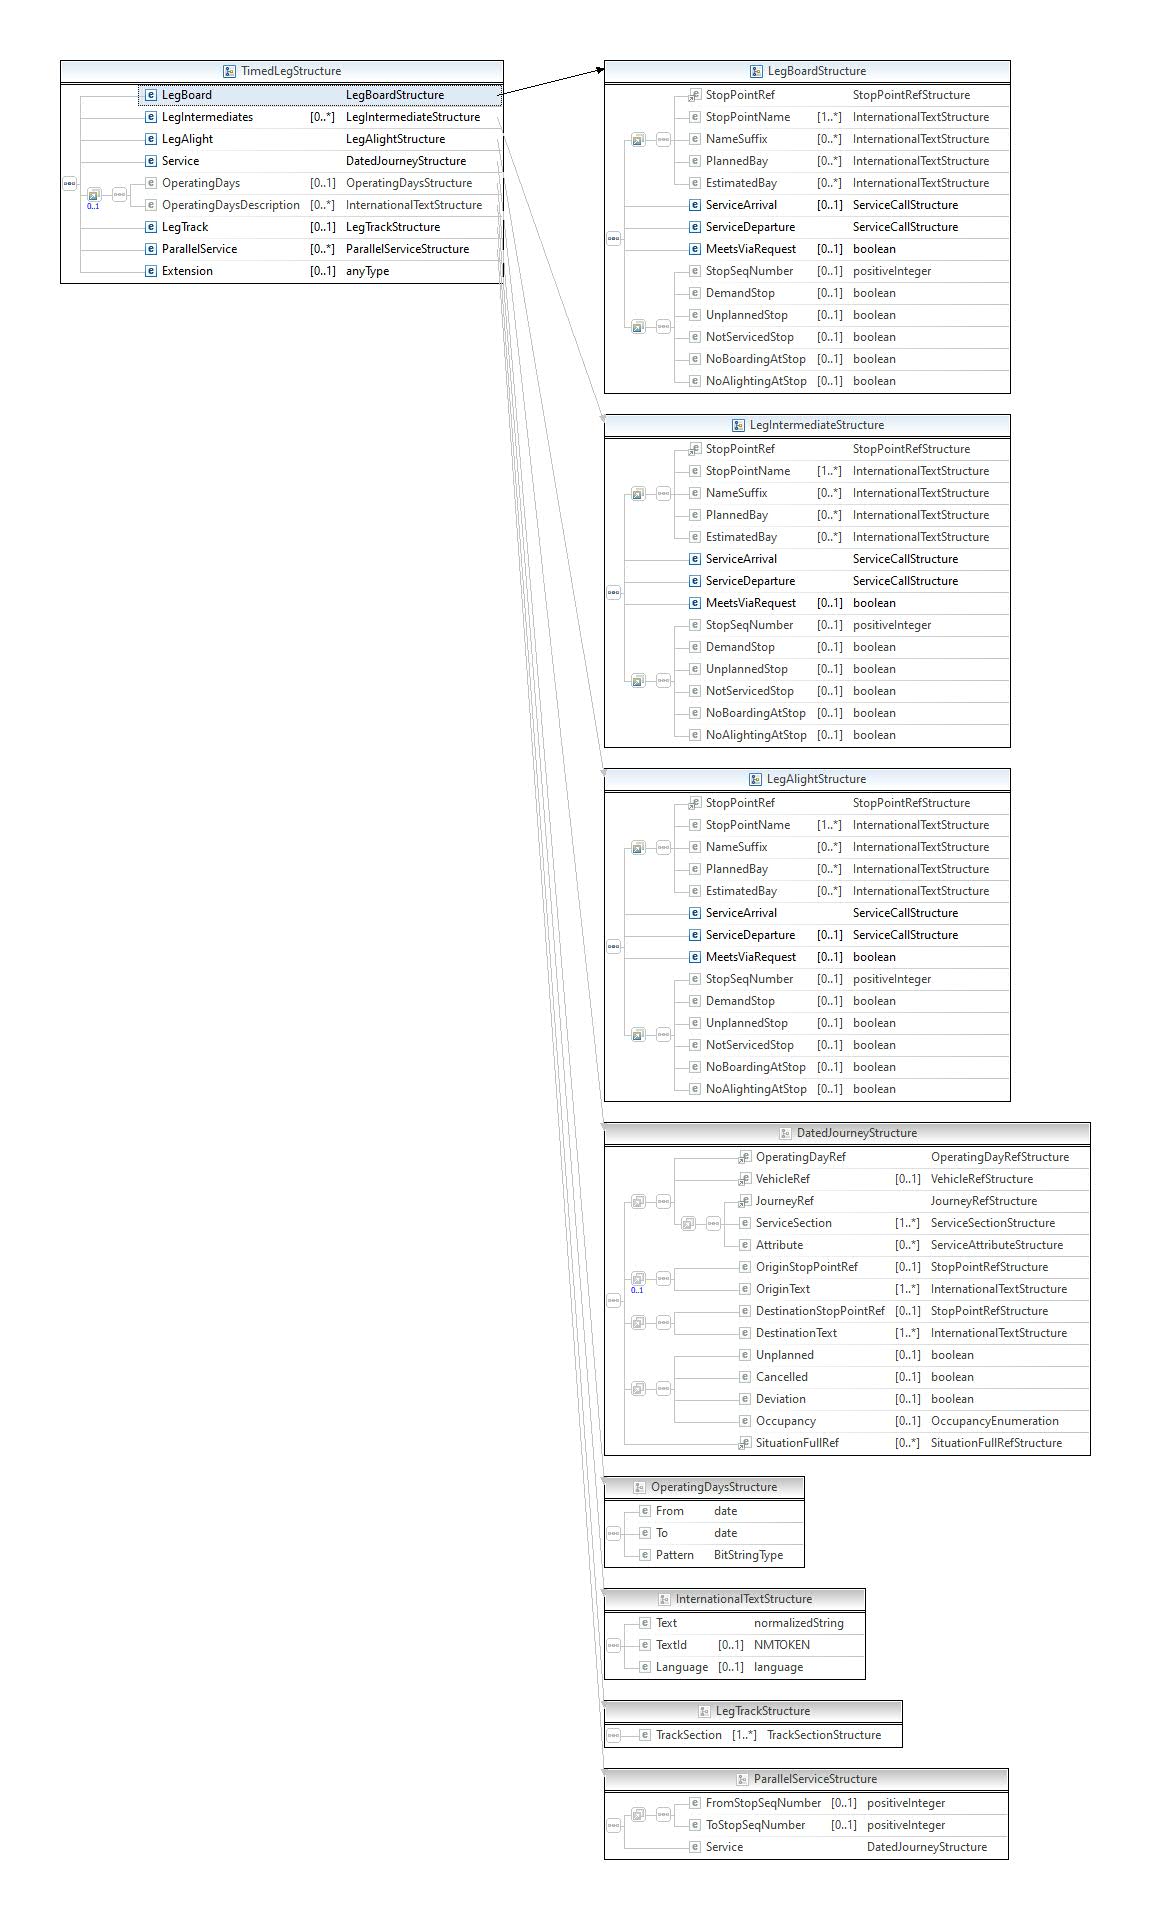 TimedLegStructure
LegBoard LegBoardStructure
LegIntermediates [0..*] LegIntermediateStructure
LegAlight LegAlightStructure
Service DatedJourneyStructure
OperatingDays [0..1] OperatingDaysStructure
0..1
OperatingDaysDescription [0..*] InternationalTextStructure
LegTrack [0..1] LegTrackStructure
ParallelService [0..*] ParallelServiceStructure
Extension [0..1] anyType
LegBoardStructure
StopPointRef StopPointRefStructure
StopPointName [1..*] InternationalTextStructure
NameSuffix [0..*] InternationalTextStructure
PlannedBay [0..*] InternationalTextStructure
EstimatedBay [0..*] InternationalTextStructure
ServiceArrival [0..1] ServiceCallStructure
ServiceDeparture ServiceCallStructure
MeetsViaRequest [0..1] boolean
StopSeqNumber [0..1] positiveInteger
DemandStop [0..1] boolean
UnplannedStop [0..1] boolean
NotServicedStop [0..1] boolean
NoBoardingAtStop [0..1] boolean
NoAlightingAtStop [0..1] boolean
LegIntermediateStructure
StopPointRef StopPointRefStructure
StopPointName [1..*] InternationalTextStructure
NameSuffix [0..*] InternationalTextStructure
PlannedBay [0..*] InternationalTextStructure
EstimatedBay [0..*] InternationalTextStructure
ServiceArrival ServiceCallStructure
ServiceDeparture ServiceCallStructure
MeetsViaRequest [0..1] boolean
StopSeqNumber [0..1] positiveInteger
DemandStop [0..1] boolean
UnplannedStop [0..1] boolean
NotServicedStop [0..1] boolean
NoBoardingAtStop [0..1] boolean
NoAlightingAtStop [0..1] boolean
LegAlightStructure
StopPointRef StopPointRefStructure
StopPointName [1..*] InternationalTextStructure
NameSuffix [0..*] InternationalTextStructure
PlannedBay [0..*] InternationalTextStructure
EstimatedBay [0..*] InternationalTextStructure
ServiceArrival ServiceCallStructure
ServiceDeparture [0..1] ServiceCallStructure
MeetsViaRequest [0..1] boolean
StopSeqNumber [0..1] positiveInteger
DemandStop [0..1] boolean
UnplannedStop [0..1] boolean
NotServicedStop [0..1] boolean
NoBoardingAtStop [0..1] boolean
NoAlightingAtStop [0..1] boolean
DatedJourneyStructure
OperatingDayRef OperatingDayRefStructure
VehicleRef [0..1] VehicleRefStructure
JourneyRef JourneyRefStructure
ServiceSection [1..*] ServiceSectionStructure
Attribute [0..*] ServiceAttributeStructure
OriginStopPointRef [0..1] StopPointRefStructure
0..1
OriginText [1..*] InternationalTextStructure
DestinationStopPointRef [0..1] StopPointRefStructure
DestinationText [1..*] InternationalTextStructure
Unplanned [0..1] boolean
Cancelled [0..1] boolean
Deviation [0..1] boolean
Occupancy [0..1] OccupancyEnumeration
SituationFullRef [0..*] SituationFullRefStructure
OperatingDaysStructure
From date
To date
Pattern BitStringType
InternationalTextStructure
Text normalizedString
TextId [0..1] NMTOKEN
Language [0..1] language
LegTrackStructure
TrackSection [1..*] TrackSectionStructure
ParallelServiceStructure
FromStopSeqNumber [0..1] positiveInteger
ToStopSeqNumber [0..1] positiveInteger
Service DatedJourneyStructure